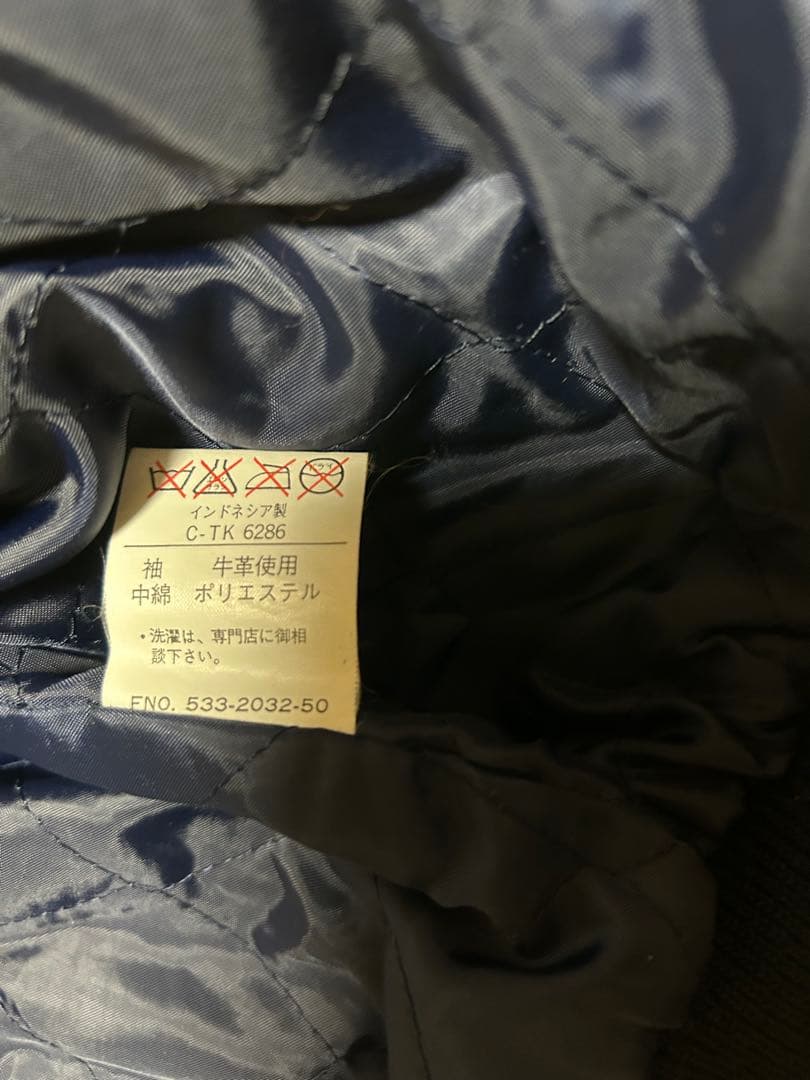 インドネシア製
C-TK 6286
袖 牛革使用
中綿 ポリエステル
・洗濯は、専門店に御相
談下さい。
FNO. 533-2032-50